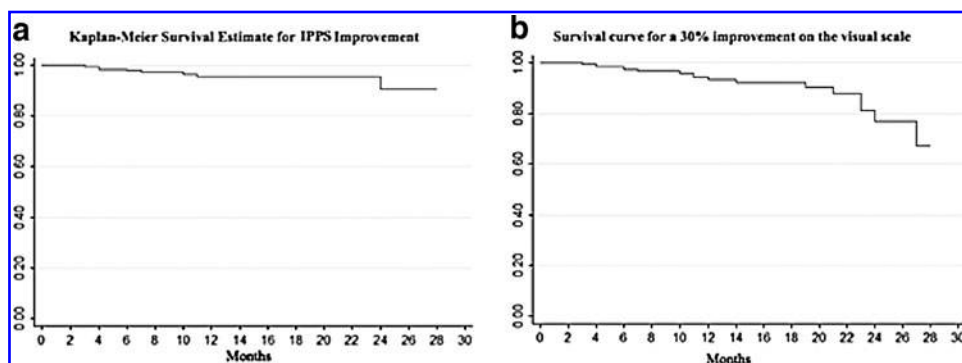 a
Kaplan-Meier Survival Estimate for IPPS Improvement
1.00
0.80
0.60
0.40
0.20
0.00
0 2 4 6 8 10 12 14 16 18 20 22 24 26 28 30
Months
b
Survival curve for a 30% improvement on the visual scale
1.00
0.80
0.60
0.40
0.20
0.00
0 2 4 6 8 10 12 14 16 18 20 22 24 26 28 30
Months